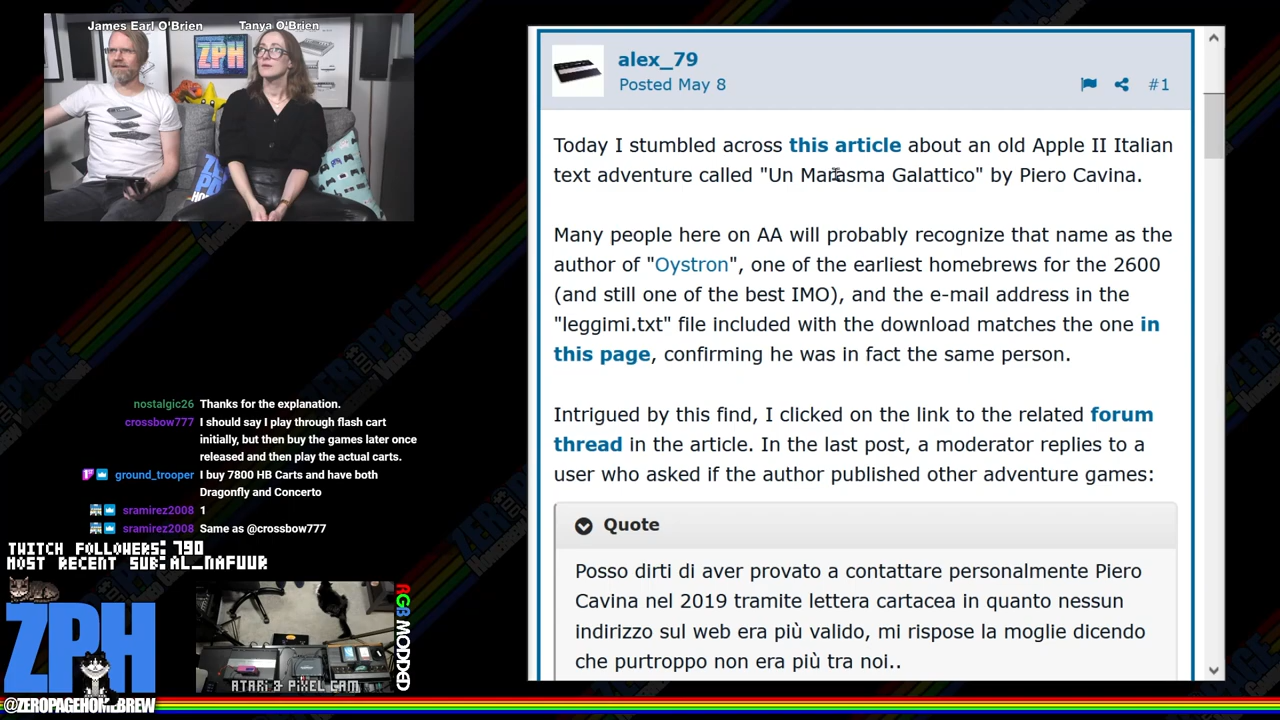 James Earl O'Brien
Tanya O'Brien
ZPH
alex_79
Posted May 8
#1
Today I stumbled across this article about an old Apple II Italian
text adventure called "Un Marasma Galattico" by Piero Cavina.
Many people here on AA will probably recognize that name as the
author of "Oystron", one of the earliest homebrews for the 2600
(and still one of the best IMO), and the e-mail address in the
"leggimi.txt" file included with the download matches the one in
this page, confirming he was in fact the same person.
Intrigued by this find, I clicked on the link to the related forum
thread in the article. In the last post, a moderator replies to a
user who asked if the author published other adventure games:
Quote
Posso dirti di aver provato a contattare personalmente Piero
Cavina nel 2019 tramite lettera cartacea in quanto nessun
indirizzo sul web era più valido, mi rispose la moglie dicendo
che purtroppo non era più tra noi..
nostalgic26 Thanks for the explanation.
crossbow777 I should say I play through flash cart
initially, but then buy the games later once
released and then play the actual carts.
ground_trooper I buy 7800 HB Carts and have both
Dragonfly and Concerto
sramirez2008 1
sramirez2008 Same as @crossbow777
TWITCH FOLLOWERS: 790
MOST RECENT SUB: AL_NAFUUR
ZPH
@ZEROPAGEHOMEBREW
ATARI & PIXEL CAM
RGB MODDED